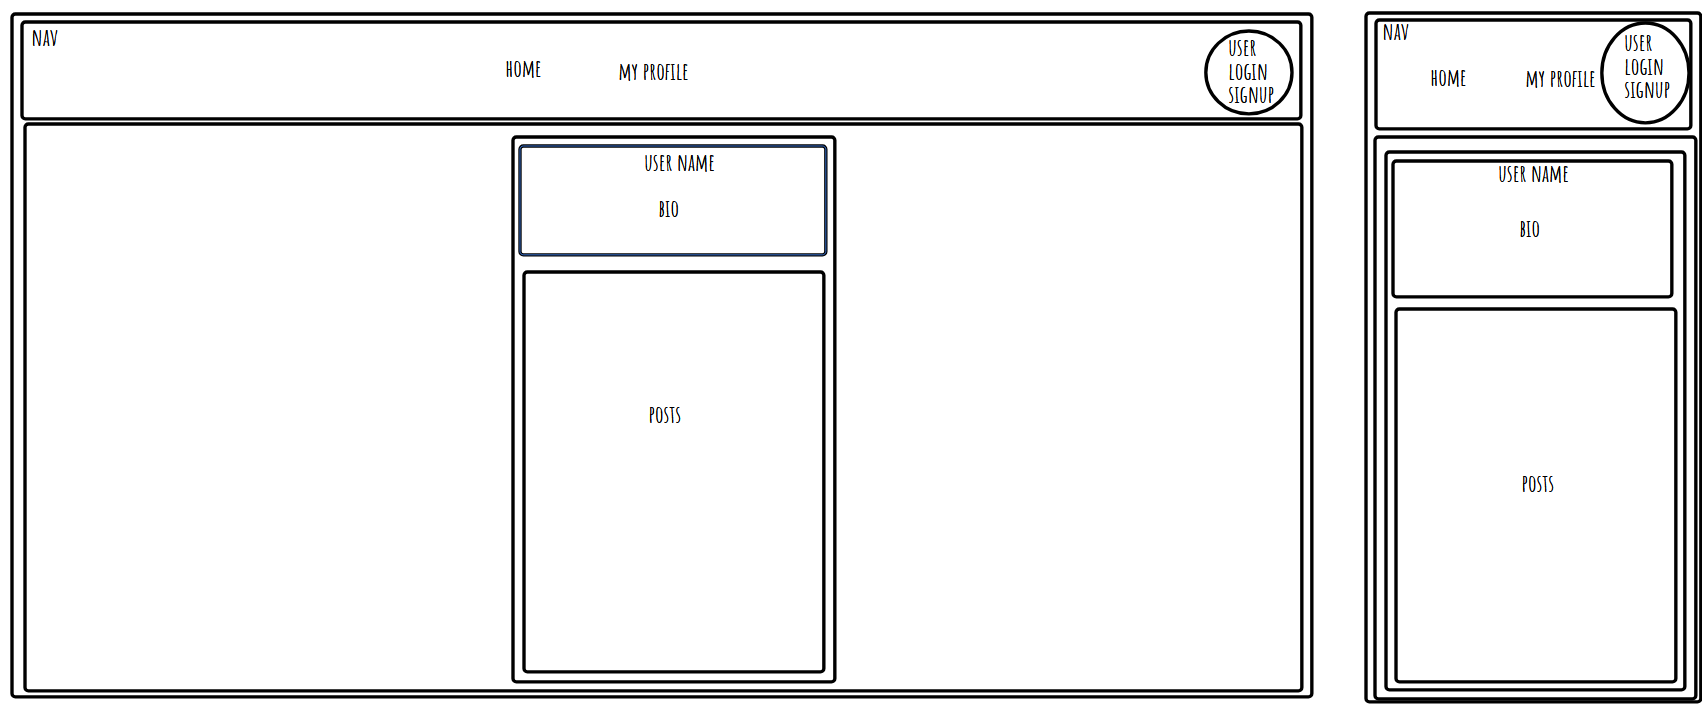 NAV
HOME
MY PROFILE
USER
LOGIN
SIGNUP
USER NAME
BIO
POSTS
NAV
HOME
MY PROFILE
USER
LOGIN
SIGNUP
USER NAME
BIO
POSTS